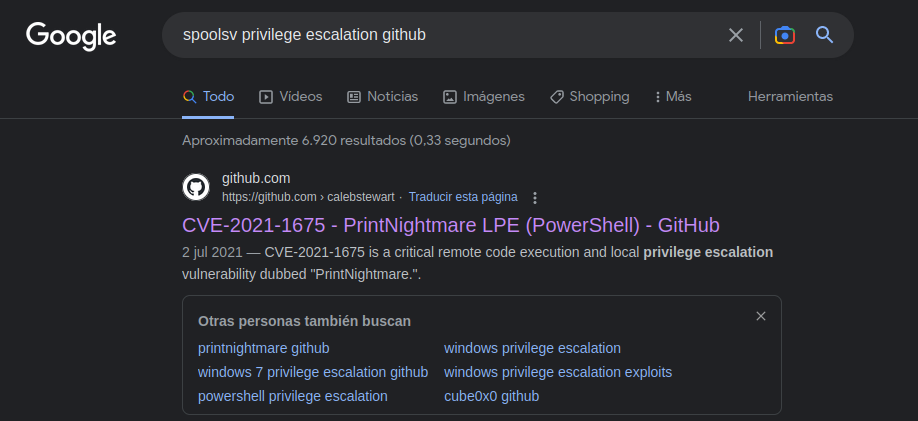 Google
spoolsv privilege escalation github
Todo Vídeos Noticias Imágenes Shopping Más Herramientas
Aproximadamente 6.920 resultados (0,33 segundos)
github.com
https://github.com › calebstewart · Traducir esta página
CVE-2021-1675 - PrintNightmare LPE (PowerShell) - GitHub
2 jul 2021 — CVE-2021-1675 is a critical remote code execution and local privilege escalation
vulnerability dubbed "PrintNightmare.".
Otras personas también buscan
printnightmare github windows privilege escalation
windows 7 privilege escalation github windows privilege escalation exploits
powershell privilege escalation cube0x0 github